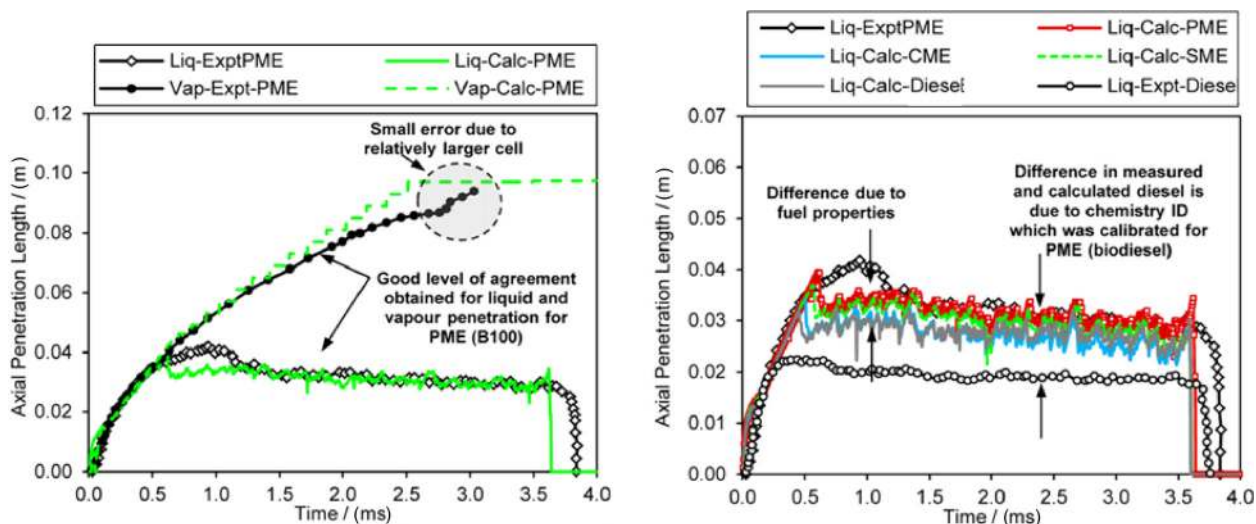 Liq-ExptPME
Liq-Calc-PME
Vap-Expt-PME
Vap-Calc-PME
0.12
0.10
0.08
0.06
0.04
0.02
0.00
Axial Penetration Length / (m)
Small error due to
relatively larger cell
Good level of agreement
obtained for liquid and
vapour penetration for
PME (B100)
0.0 0.5 1.0 1.5 2.0 2.5 3.0 3.5 4.0
Time / (ms)
Liq-ExptPME
Liq-Calc-PME
Liq-Calc-CME
Liq-Calc-SME
Liq-Calc-Diesel
Liq-Expt-Diese
0.07
0.06
0.05
0.04
0.03
0.02
0.01
0.00
Axial Penetration Length / (m)
Difference due to
fuel properties
Difference in measured
and calculated diesel is
due to chemistry ID
which was calibrated for
PME (biodiesel)
0.0 0.5 1.0 1.5 2.0 2.5 3.0 3.5 4.0
Time / (ms)